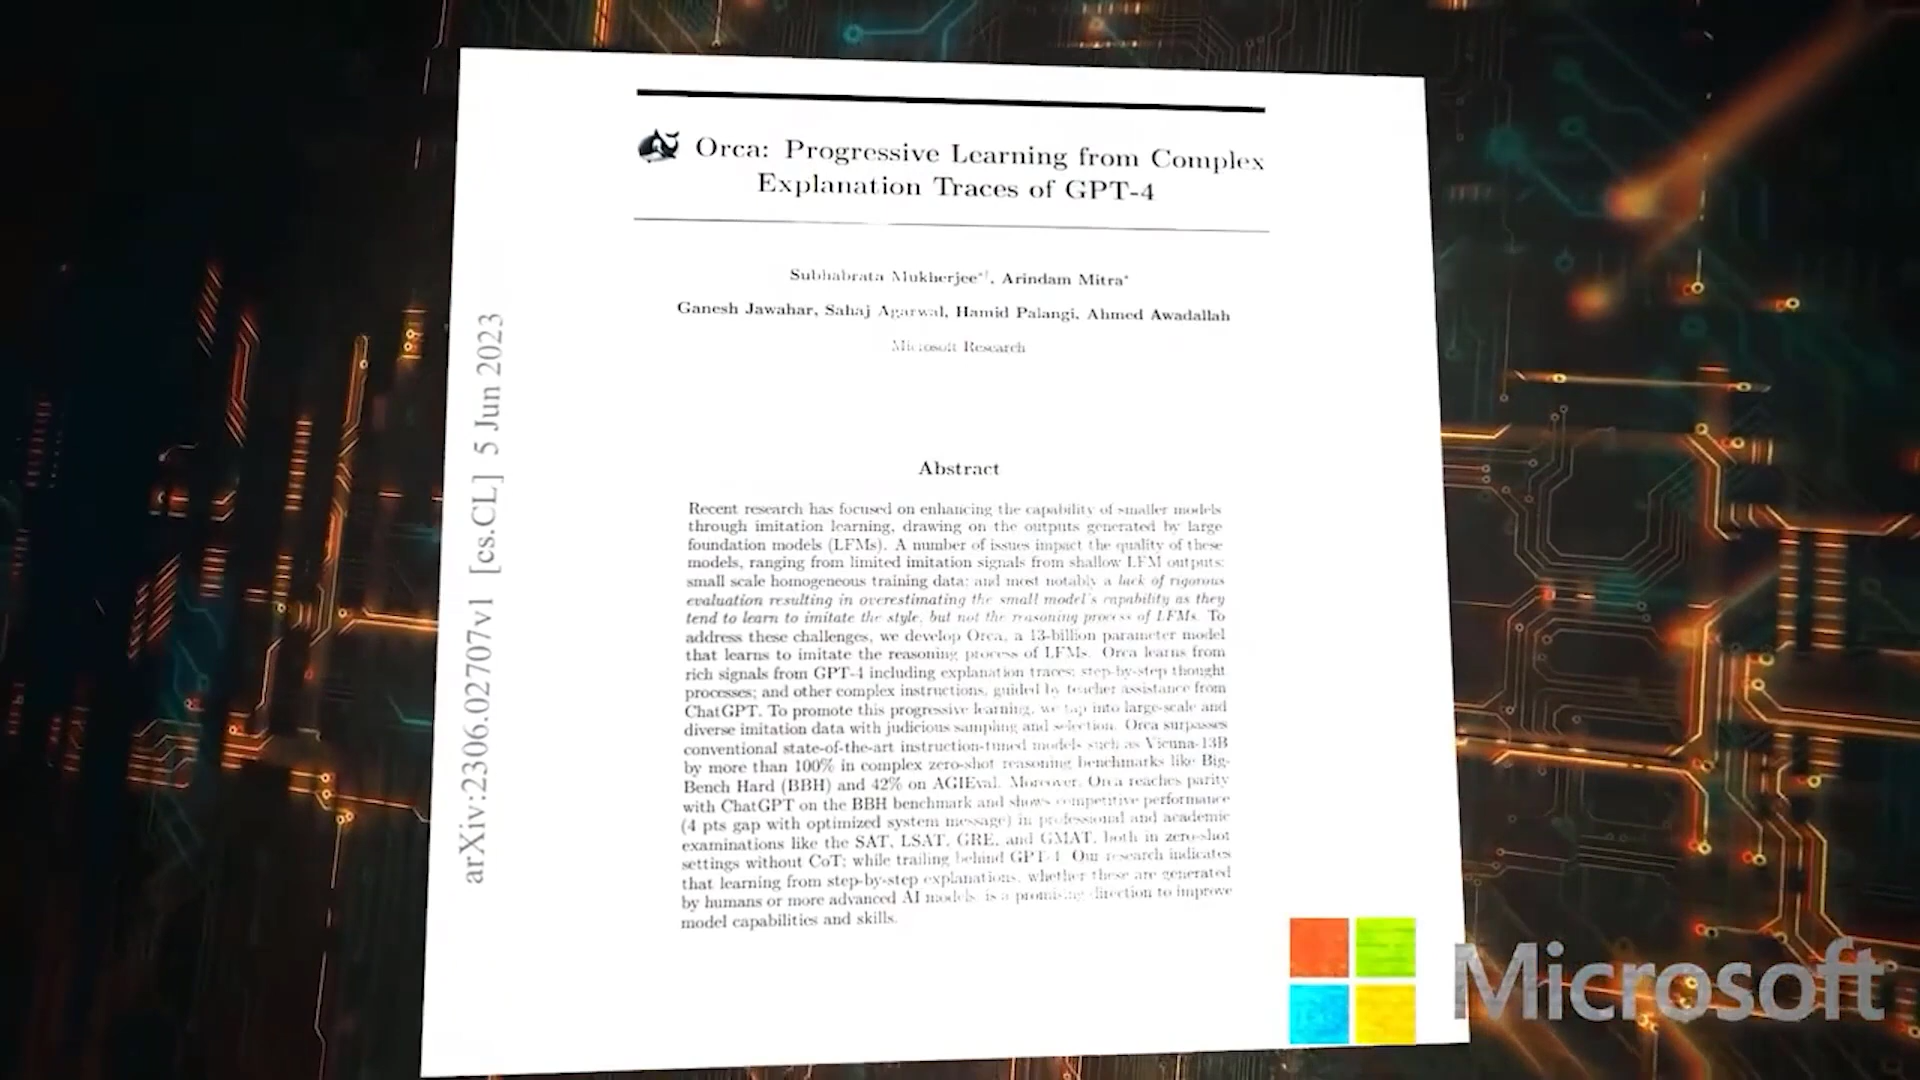 Orca: Progressive Learning from Complex
Explanation Traces of GPT-4
Subhabrata Mukherjee*†, Arindam Mitra*
Ganesh Jawahar, Sahaj Agarwal, Hamid Palangi, Ahmed Awadallah
Microsoft Research
arXiv:2306.02707v1 [cs.CL] 5 Jun 2023
Abstract
Recent research has focused on enhancing the capability of smaller models
through imitation learning, drawing on the outputs generated by large
foundation models (LFMs). A number of issues impact the quality of these
models, ranging from limited imitation signals from shallow LFM outputs;
small scale homogeneous training data; and most notably a lack of rigorous
evaluation resulting in overestimating the small model's capability as they
tend to learn to imitate the style, but not the reasoning process of LFMs. To
address these challenges, we develop Orca, a 13-billion parameter model
that learns to imitate the reasoning process of LFMs. Orca learns from
rich signals from GPT-4 including explanation traces; step-by-step thought
processes; and other complex instructions, guided by teacher assistance from
ChatGPT. To promote this progressive learning, we tap into large-scale and
diverse imitation data with judicious sampling and selection. Orca surpasses
conventional state-of-the-art instruction-tuned models such as Vicuna-13B
by more than 100% in complex zero-shot reasoning benchmarks like Big-
Bench Hard (BBH) and 42% on AGIEval. Moreover, Orca reaches parity
with ChatGPT on the BBH benchmark and shows competitive performance
(4 pts gap with optimized system message) in professional and academic
examinations like the SAT, LSAT, GRE, and GMAT, both in zero-shot
settings without CoT; while trailing behind GPT-4. Our research indicates
that learning from step-by-step explanations, whether these are generated
by humans or more advanced AI models, is a promising direction to improve
model capabilities and skills.
Microsoft